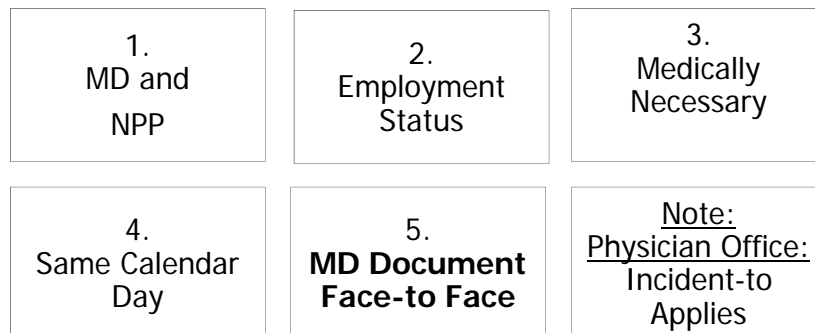 1.
MD and
NPP
2.
Employment
Status
3.
Medically
Necessary
4.
Same Calendar
Day
5.
MD Document
Face-to Face
Note:
Physician Office:
Incident-to
Applies